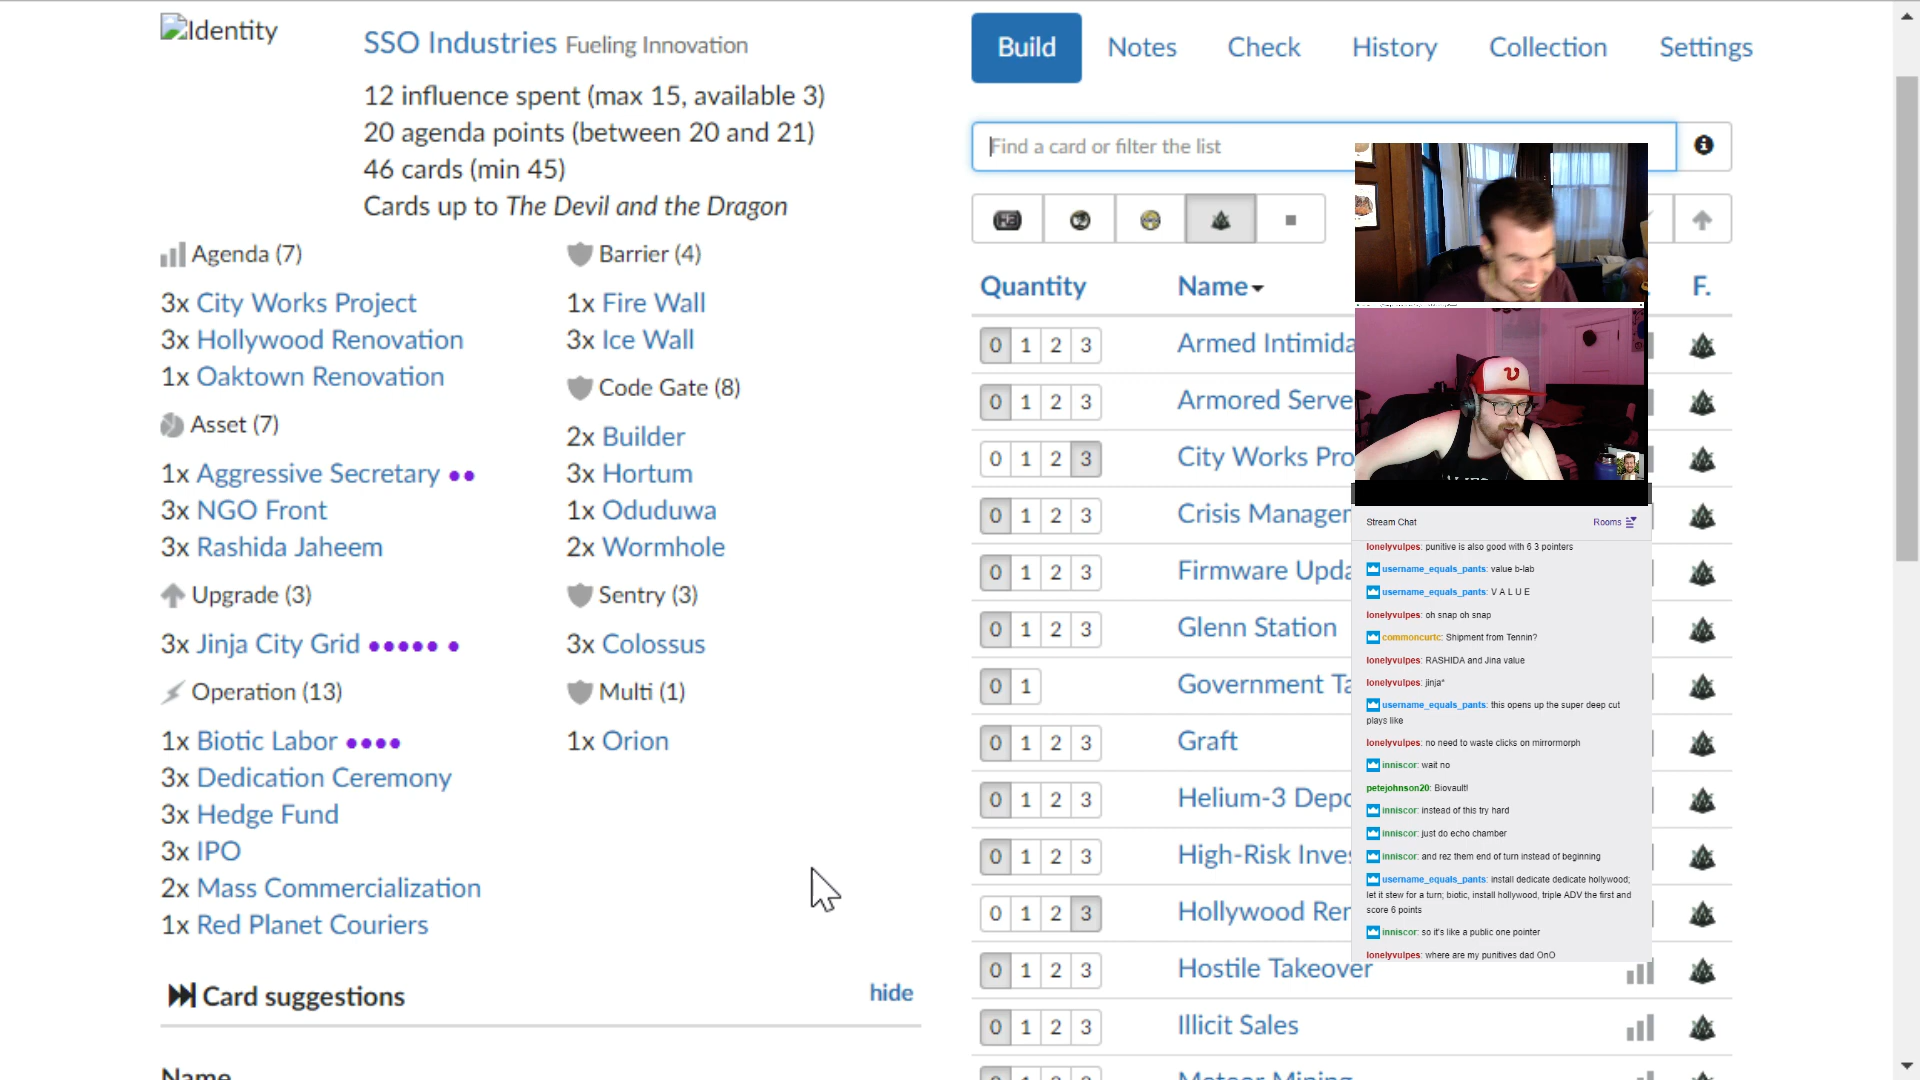 Identity
SSO Industries Fueling Innovation
12 influence spent (max 15, available 3)
20 agenda points (between 20 and 21)
46 cards (min 45)
Cards up to The Devil and the Dragon
Agenda (7)
3x City Works Project
3x Hollywood Renovation
1x Oaktown Renovation
Asset (7)
1x Aggressive Secretary
3x NGO Front
3x Rashida Jaheem
Upgrade (3)
3x Jinja City Grid
Operation (13)
1x Biotic Labor
3x Dedication Ceremony
3x Hedge Fund
3x IPO
2x Mass Commercialization
1x Red Planet Couriers
Barrier (4)
1x Fire Wall
3x Ice Wall
Code Gate (8)
2x Builder
3x Hortum
1x Oduduwa
2x Wormhole
Sentry (3)
3x Colossus
Multi (1)
1x Orion
Card suggestions
hide
Name
Build Notes Check History Collection Settings
Find a card or filter the list
Quantity Name F.
0 1 2 3 Armed Intimida
0 1 2 3 Armored Serve
0 1 2 3 City Works Pro
0 1 2 3 Crisis Manager
0 1 2 3 Firmware Upda
0 1 2 3 Glenn Station
0 1 Government Ta
0 1 2 3 Graft
0 1 2 3 Helium-3 Depo
0 1 2 3 High-Risk Inves
0 1 2 3 Hollywood Ren
0 1 2 3 Hostile Takeover
0 1 2 3 Illicit Sales
0 1 2 3 Meteor Mining
Stream Chat Rooms
lonelyvulpes: punitive is also good with 6 3 pointers
username_equals_pants: value b-lab
username_equals_pants: V A L U E
lonelyvulpes: oh snap oh snap
commoncurtc: Shipment from Tennin?
lonelyvulpes: RASHIDA and Jina value
lonelyvulpes: jinja*
username_equals_pants: this opens up the super deep cut
plays like
lonelyvulpes: no need to waste clicks on mirrormorph
inniscor: wait no
petejohnson20: Biovault!
inniscor: instead of this try hard
inniscor: just do echo chamber
inniscor: and rez them end of turn instead of beginning
username_equals_pants: install dedicate dedicate hollywood;
let it stew for a turn; biotic, install hollywood, triple ADV the first and
score 6 points
inniscor: so it's like a public one pointer
lonelyvulpes: where are my punitives dad OnO